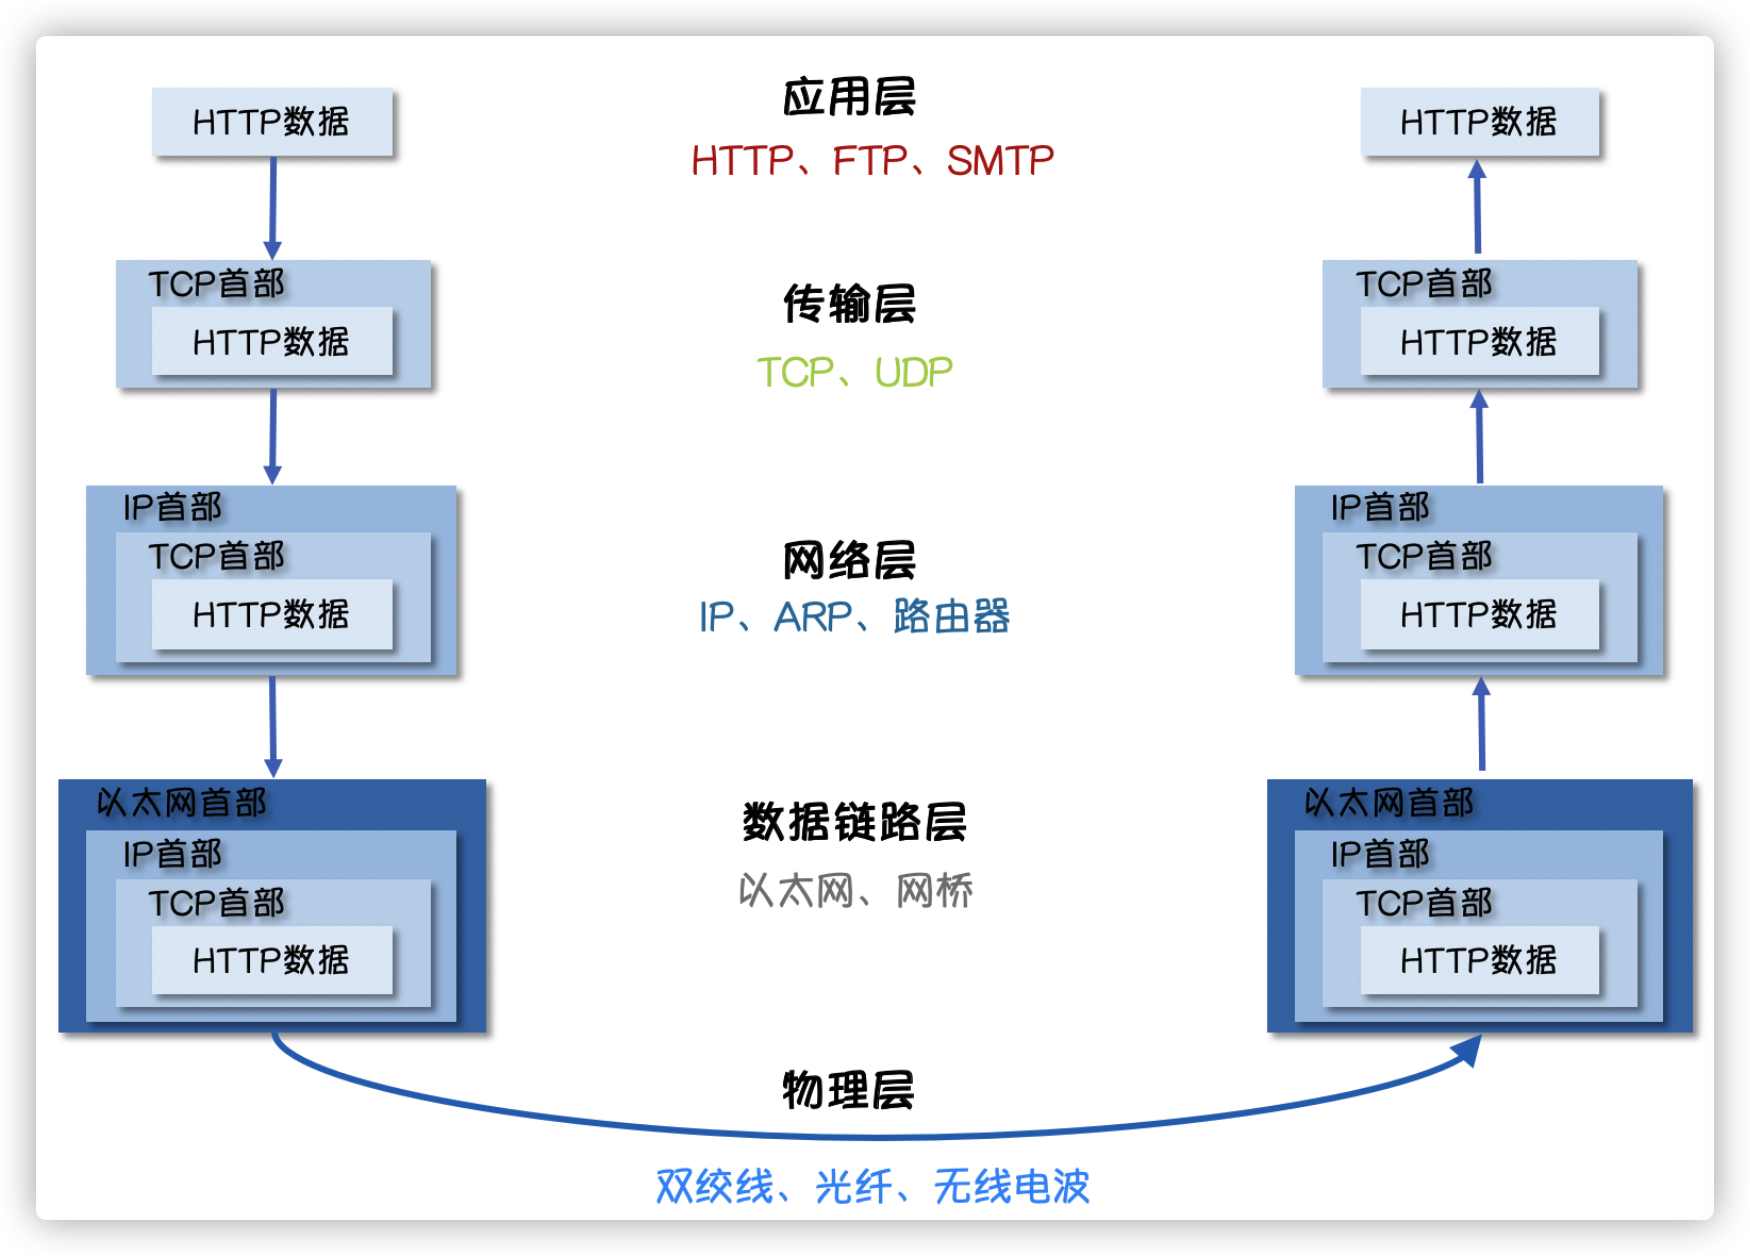 HTTP数据
应用层
HTTP、FTP、SMTP
HTTP数据
TCP首部
HTTP数据
传输层
TCP、UDP
TCP首部
HTTP数据
IP首部
TCP首部
HTTP数据
网络层
IP、ARP、路由器
IP首部
TCP首部
HTTP数据
以太网首部
IP首部
TCP首部
HTTP数据
数据链路层
以太网、网桥
以太网首部
IP首部
TCP首部
HTTP数据
物理层
双绞线、光纤、无线电波